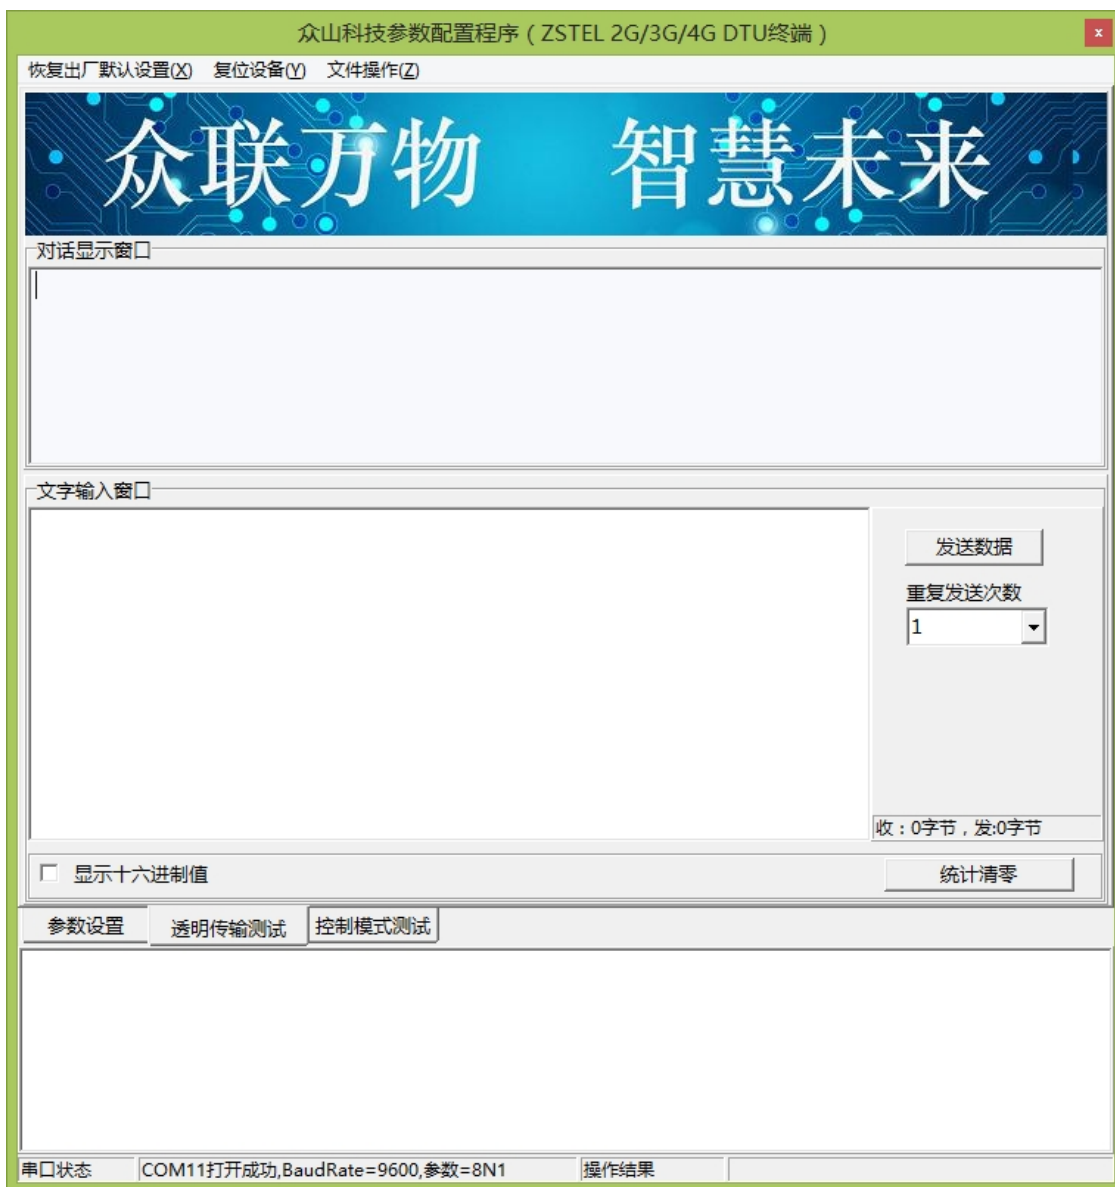 众山科技参数配置程序（ZSTEL 2G/3G/4G DTU终端）
x
恢复出厂默认设置(X) 复位设备(Y) 文件操作(Z)
众联万物 智慧未来
对话显示窗口
文字输入窗口
发送数据
重复发送次数
1
收：0字节，发:0字节
显示十六进制值
统计清零
参数设置 透明传输测试 控制模式测试
串口状态 COM11打开成功,BaudRate=9600,参数=8N1 操作结果